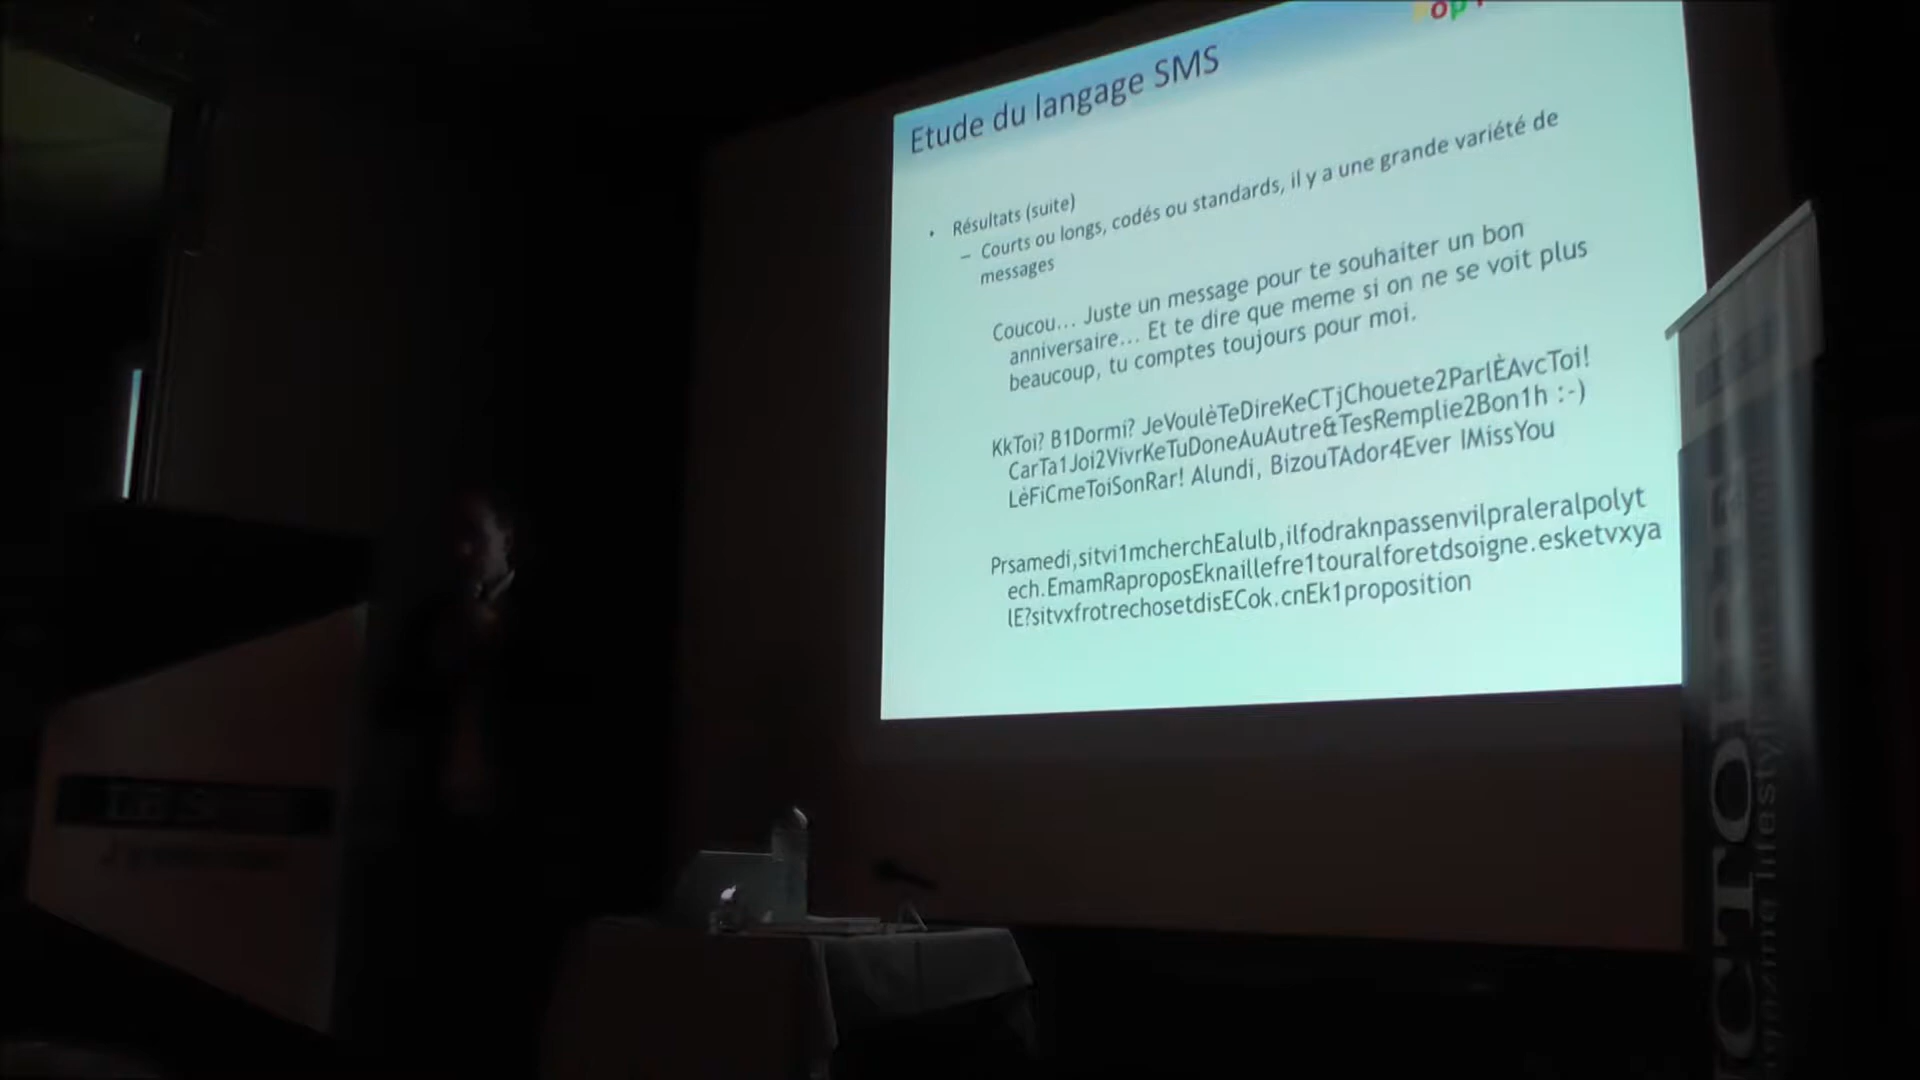 Etude du langage SMS
• Résultats (suite)
– Courts ou longs, codés ou standards, il y a une grande variété de
messages
Coucou... Juste un message pour te souhaiter un bon
anniversaire... Et te dire que meme si on ne se voit plus
beaucoup, tu comptes toujours pour moi.
KkToi? B1Dormi? JeVoulèTeDireKeCTjChouete2ParlÈAvcToi!
CarTa1Joi2VivrKeTuDoneAuAutre&TesRemplie2Bon1h :-)
LèFiCmeToiSonRar! Alundi, BizouTAdor4Ever IMissYou
Prsamedi,sitvi1mcherchEalulb,ilfodraknpassenvilpraleralpolyt
ech.EmamRaproposEknaillefre1touralforetdsoigne.esketvxya
lE?sitvxfrotrechosetdisECok.cnEk1proposition